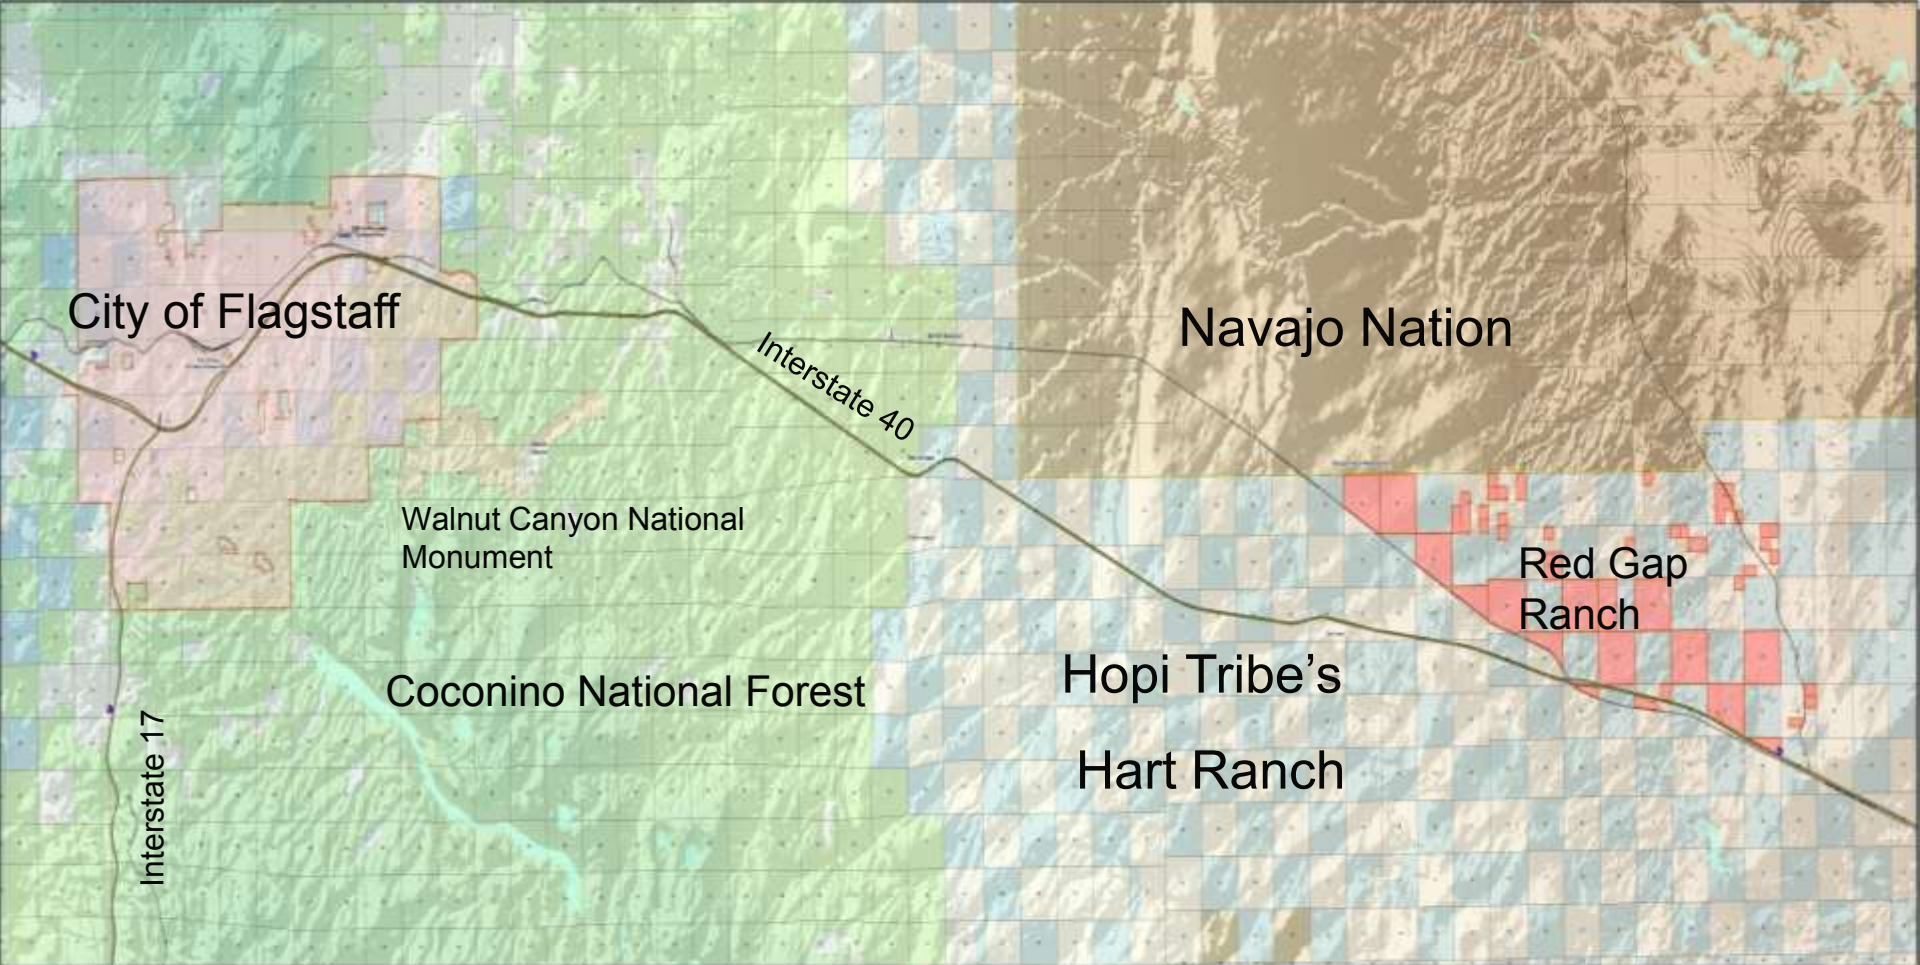 City of Flagstaff
Navajo Nation
Interstate 40
Walnut Canyon National
Monument
Red Gap
Ranch
Coconino National Forest
Hopi Tribe’s
Hart Ranch
Interstate 17